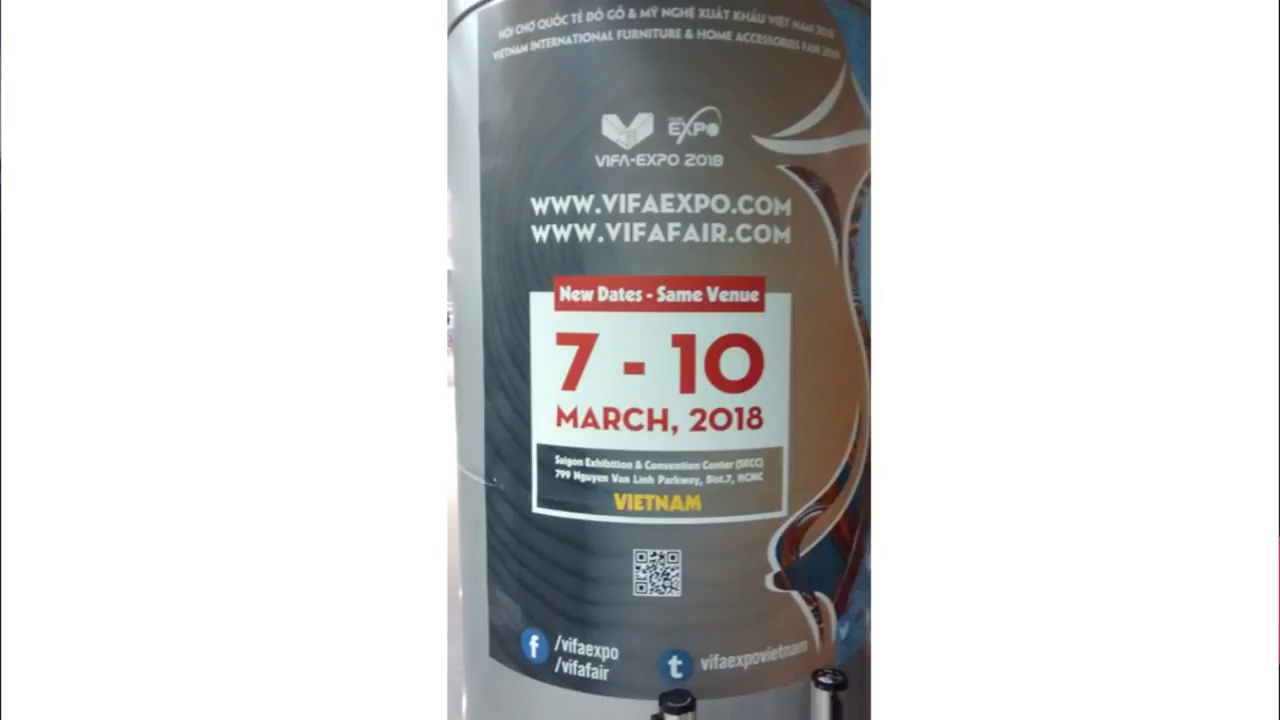 HỘI CHỢ QUỐC TẾ ĐỒ GỖ & MỸ NGHỆ XUẤT KHẨU VIỆT NAM 2018
VIETNAM INTERNATIONAL FURNITURE & HOME ACCESSORIES FAIR 2018
EXPO
VIFA-EXPO 2018
WWW.VIFAEXPO.COM
WWW.VIFAFAIR.COM
New Dates - Same Venue
7 - 10
MARCH, 2018
Saigon Exhibition & Convention Center (SECC)
799 Nguyen Van Linh Parkway, Dist.7, HCMC
VIETNAM
f /vifaexpo
/vifafair
t vifaexpovietnam